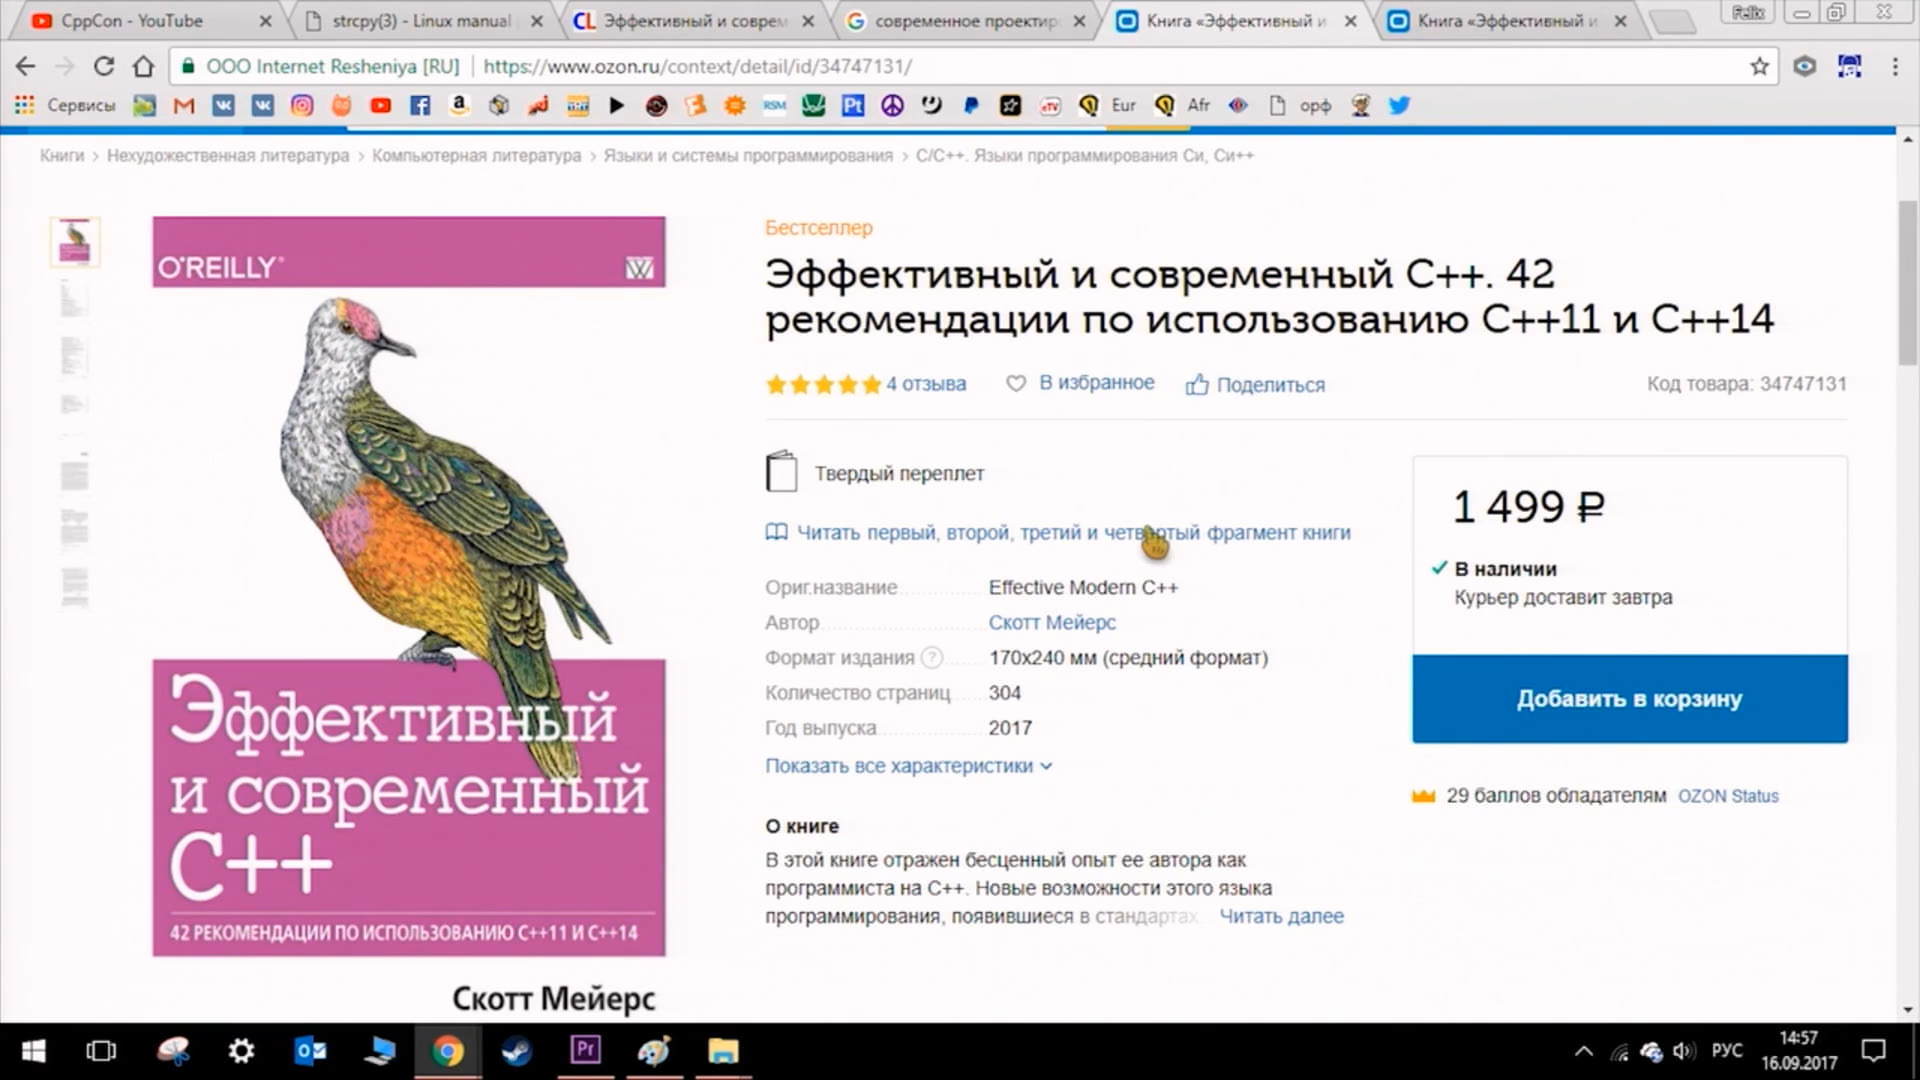 CppCon - YouTube
strcpy(3) - Linux manual
Эффективный и соврем
современное проектир
Книга «Эффективный и
Книга «Эффективный и
Felix
OOO Internet Resheniya [RU]
https://www.ozon.ru/context/detail/id/34747131/
Сервисы
RSM
Pt
eTV
Eur
Afr
орф
Книги > Нехудожественная литература > Компьютерная литература > Языки и системы программирования > C/C++. Языки программирования Си, Си++
O'REILLY®
W
Эффективный
и современный
C++
42 РЕКОМЕНДАЦИИ ПО ИСПОЛЬЗОВАНИЮ C++11 И C++14
Скотт Мейерс
Бестселлер
Эффективный и современный C++. 42
рекомендации по использованию C++11 и C++14
4 отзыва
В избранное
Поделиться
Код товара: 34747131
Твердый переплет
Читать первый, второй, третий и четвертый фрагмент книги
Ориг.название Effective Modern C++
Автор Скотт Мейерс
Формат издания ? 170x240 мм (средний формат)
Количество страниц 304
Год выпуска 2017
Показать все характеристики
О книге
В этой книге отражен бесценный опыт ее автора как
программиста на C++. Новые возможности этого языка
программирования, появившиеся в стандартах Читать далее
1 499 ₽
В наличии
Курьер доставит завтра
Добавить в корзину
29 баллов обладателям OZON Status
Pr
РУС
14:57
16.09.2017